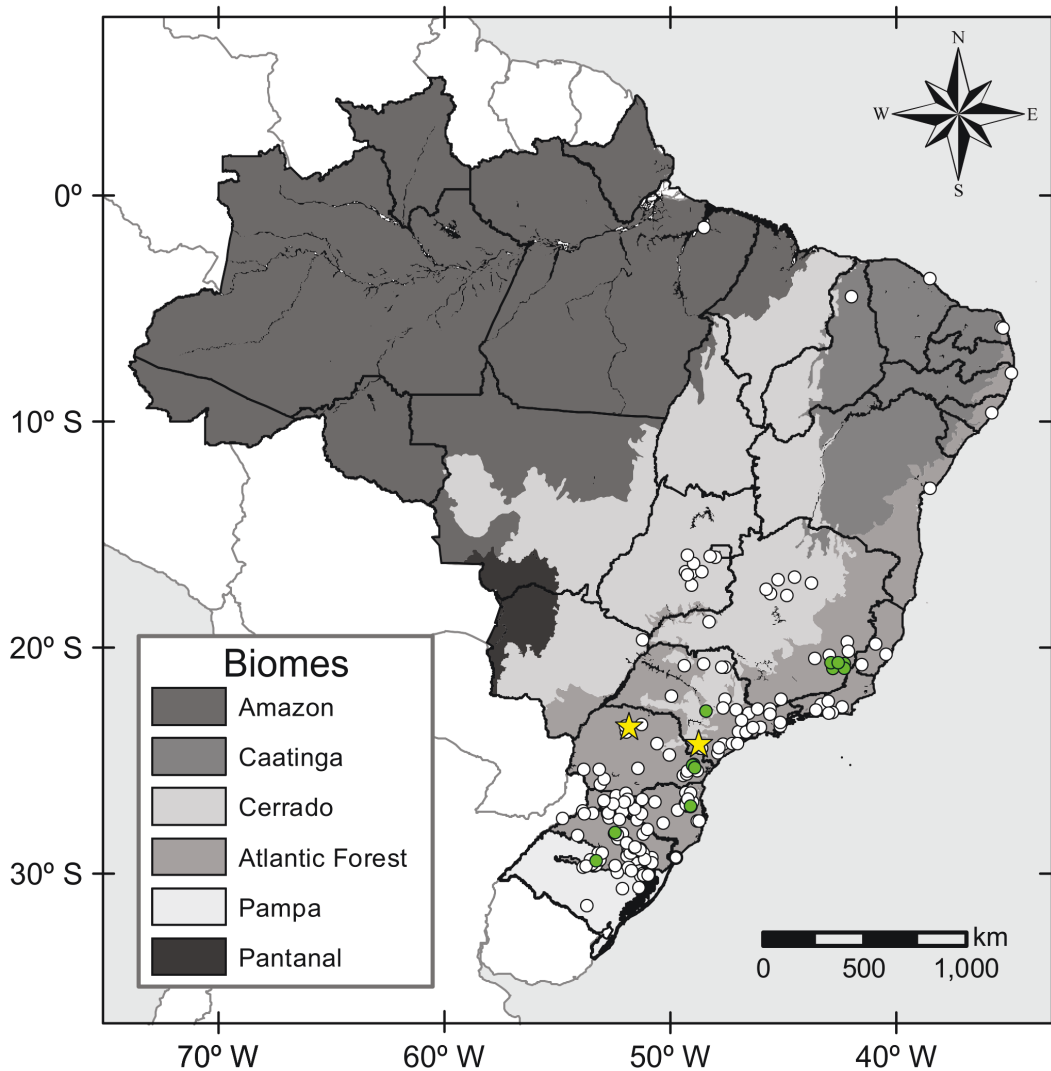 N
W E
S
0º
10º S
20º S
30º S
Biomes
Amazon
Caatinga
Cerrado
Atlantic Forest
Pampa
Pantanal
km
0 500 1,000
70º W 60º W 50º W 40º W